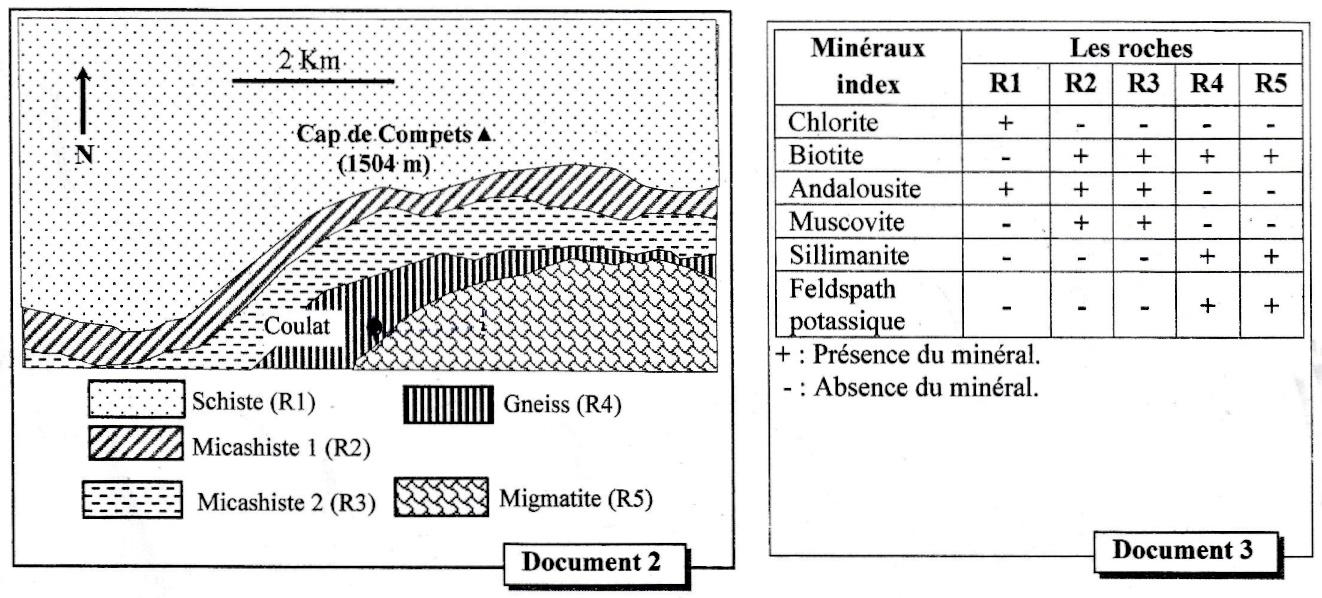 2 Km
N
Cap de Compets ▲
(1504 m)
Coulat
Schiste (R1)
Gneiss (R4)
Micashiste 1 (R2)
Micashiste 2 (R3)
Migmatite (R5)
Document 2
Minéraux index | Les roches
R1 | R2 | R3 | R4 | R5
Chlorite | + | - | - | - | -
Biotite | - | + | + | + | +
Andalousite | + | + | + | - | -
Muscovite | - | + | + | - | -
Sillimanite | - | - | - | + | +
Feldspath potassique | - | - | - | + | +
+ : Présence du minéral.
- : Absence du minéral.
Document 3